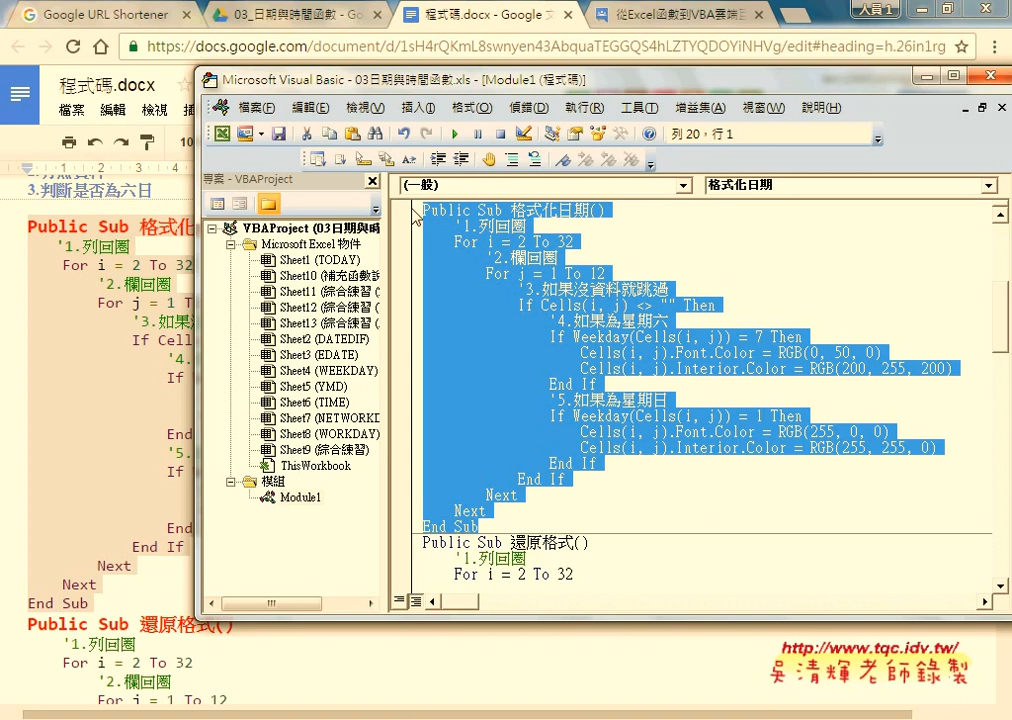 Google URL Shortener
03_日期與時間函數 - Go
程式碼.docx - Google 文
從Excel函數到VBA雲端
人員 1
https://docs.google.com/document/d/1sH4rQKmL8swnyen43AbquaTEGGQS4hLZTYQDOYiNHVg/edit#heading=h.26in1rg
程式碼.docx
檔案 編輯 檢視
10
1 2 3 4
3.判斷是否為六日
Public Sub 格式化
'1.列回圈
For i = 2 To 32
'2.欄回圈
For j = 1 T
'3.如果
If Cel
'4.
If
End
'5.
If
End
End If
Next
Next
End Sub
Public Sub 還原格式()
'1.列回圈
For i = 2 To 32
'2.欄回圈
For j = 1 To 12
Microsoft Visual Basic - 03日期與時間函數.xls - [Module1 (程式碼)]
檔案(F) 編輯(E) 檢視(V) 插入(I) 格式(O) 偵錯(D) 執行(R) 工具(T) 增益集(A) 視窗(W) 說明(H)
列 20，行 1
專案 - VBAProject
VBAProject (03日期與時
Microsoft Excel 物件
Sheet1 (TODAY)
Sheet10 (補充函數說
Sheet11 (綜合練習 (
Sheet12 (綜合練習 (
Sheet13 (綜合練習 (
Sheet2 (DATEDIF)
Sheet3 (EDATE)
Sheet4 (WEEKDAY)
Sheet5 (YMD)
Sheet6 (TIME)
Sheet7 (NETWORKD
Sheet8 (WORKDAY)
Sheet9 (綜合練習)
ThisWorkbook
模組
Module1
(一般)
格式化日期
Public Sub 格式化日期()
'1.列回圈
For i = 2 To 32
'2.欄回圈
For j = 1 To 12
'3.如果沒資料就跳過
If Cells(i, j) <> "" Then
'4.如果為星期六
If Weekday(Cells(i, j)) = 7 Then
Cells(i, j).Font.Color = RGB(0, 50, 0)
Cells(i, j).Interior.Color = RGB(200, 255, 200)
End If
'5.如果為星期日
If Weekday(Cells(i, j)) = 1 Then
Cells(i, j).Font.Color = RGB(255, 0, 0)
Cells(i, j).Interior.Color = RGB(255, 255, 0)
End If
End If
Next
Next
End Sub
Public Sub 還原格式()
'1.列回圈
For i = 2 To 32
http://www.tqc.idv.tw/
吳清輝老師錄製